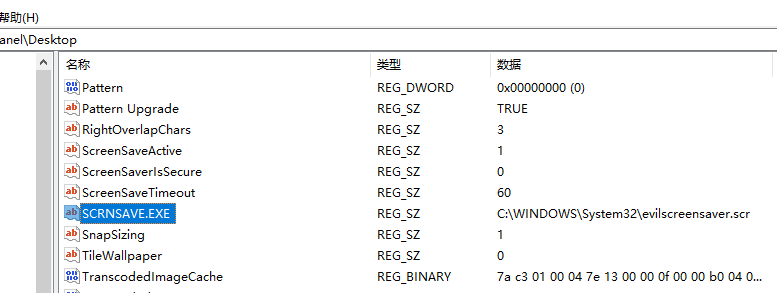 帮助(H)
anel\Desktop
名称 类型 数据
Pattern REG_DWORD 0x00000000 (0)
Pattern Upgrade REG_SZ TRUE
RightOverlapChars REG_SZ 3
ScreenSaveActive REG_SZ 1
ScreenSaverIsSecure REG_SZ 0
ScreenSaveTimeout REG_SZ 60
SCRNSAVE.EXE REG_SZ C:\WINDOWS\System32\evilscreensaver.scr
SnapSizing REG_SZ 1
TileWallpaper REG_SZ 0
TranscodedImageCache REG_BINARY 7a c3 01 00 04 7e 13 00 00 0f 00 00 b0 04 0...